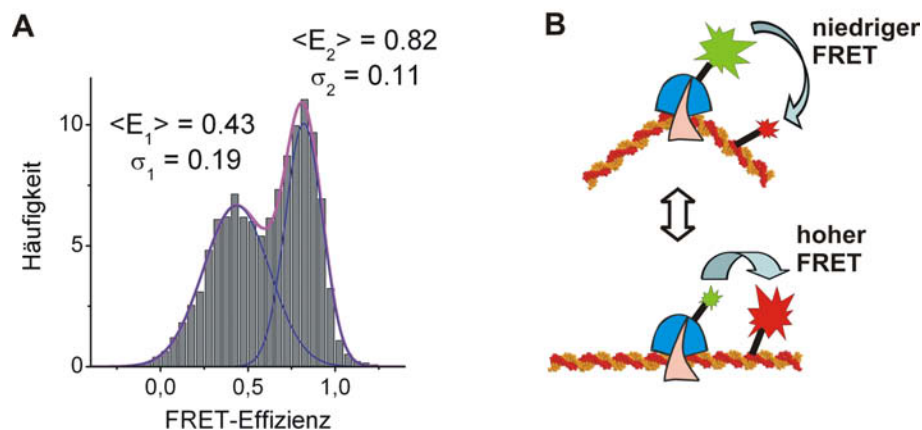 A
<E₁> = 0.43
σ₁ = 0.19
<E₂> = 0.82
σ₂ = 0.11
Häufigkeit
10
5
0
0,0
0,5
1,0
FRET-Effizienz
B
niedriger
FRET
hoher
FRET